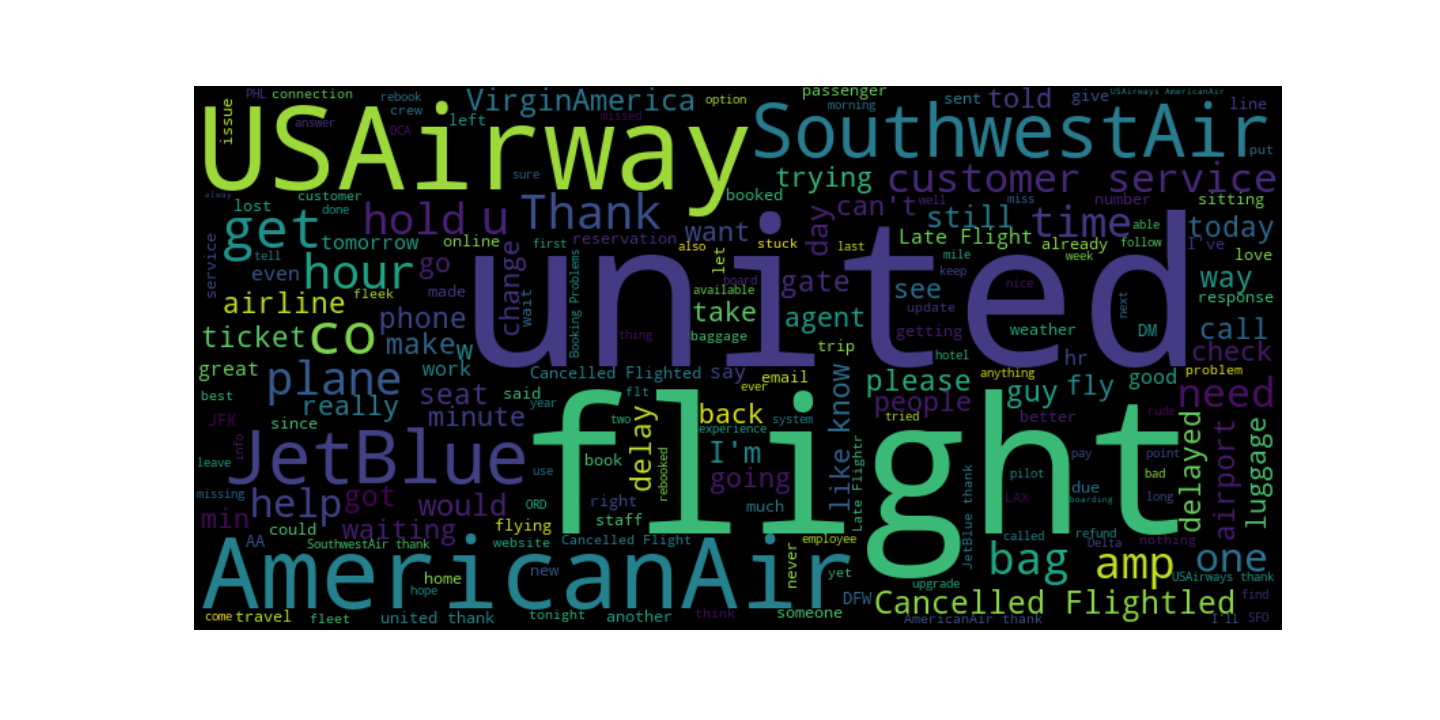 PHL connection rebook VirginAmerica option passenger USAirways AmericanAir
issue answer DCA crew left missed morning sent told give line
USAirway SouthwestAir put
sure trying customer service
alway customer booked
lost done hold u Thank want day can't well still miss number sitting
get tomorrow online first reservation also stuck last time able today
tell change let Late Flight already follow I've
service even hour go united gate mile week love
fleek wait Booking Problems board available see keep way
airline made agent nice response
phone take update next
ticket co make w thing baggage getting weather DM call
trip hr check
great plane work Cancelled Flighted say email hotel anything good problem
best really seat said flt ever know please guy fly need
minute year two back people tried better rude
JFK since delay experience system
info JetBlue flight like pay point
leave use book rebooked I'm Late Flightr pilot bad delayed airport luggage
missing help got would ORD right going much JetBlue thank LAX due boarding long
min could waiting flying staff called refund nothing
AA SouthwestAir thank website Cancelled Flight employee Delta
AmericanAir never bag amp one
home new yet USAirways thank
hope DFW upgrade Cancelled Flightled find
come travel fleet united thank tonight another think someone AmericanAir thank I'll SFO